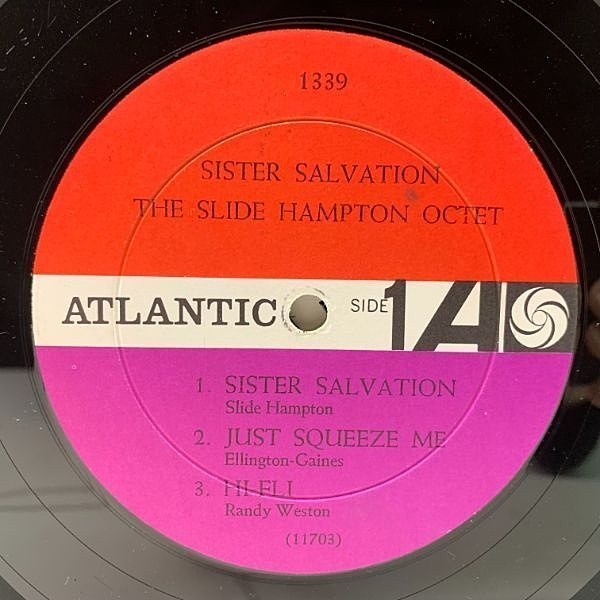 1339
SISTER SALVATION
THE SLIDE HAMPTON OCTET
ATLANTIC SIDE 1 A
1. SISTER SALVATION
Slide Hampton
2. JUST SQUEEZE ME
Ellington-Gaines
3. HI-FLI
Randy Weston
(11703)